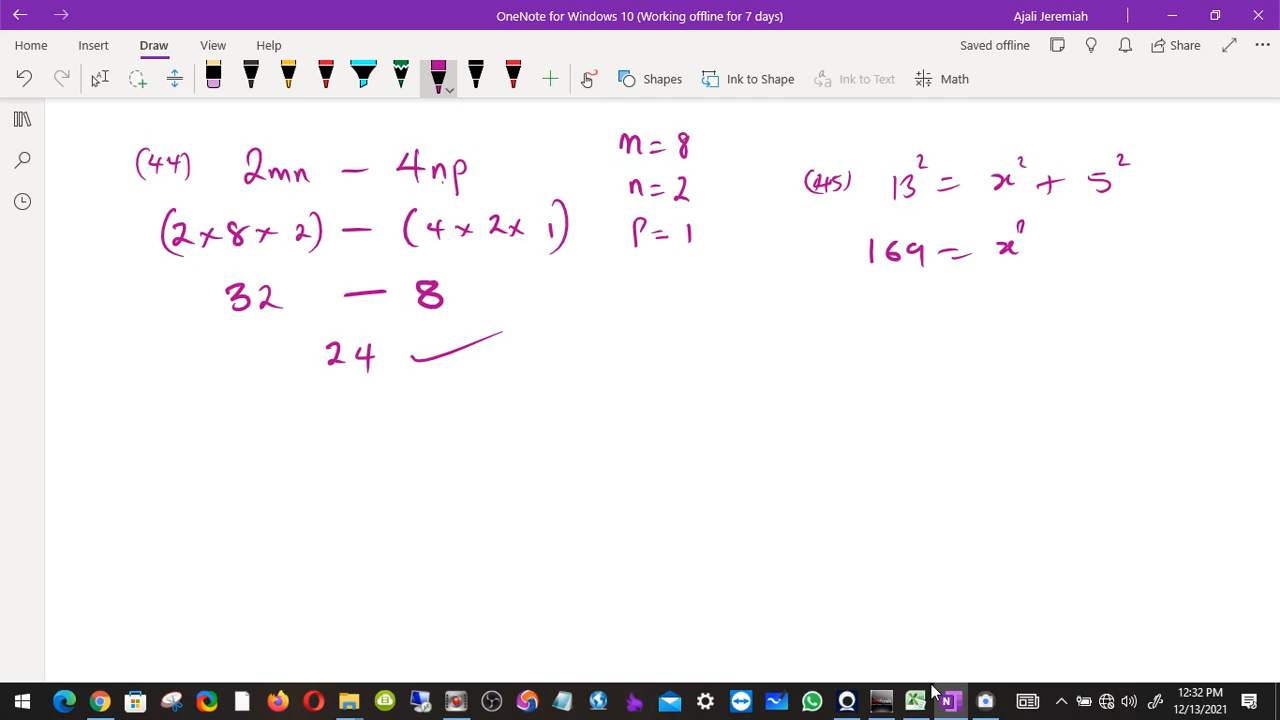 OneNote for Windows 10 (Working offline for 7 days)
Ajali Jeremiah
Home Insert Draw View Help
Saved offline
Share
Shapes
Ink to Shape
Ink to Text
Math
(44) 2mn - 4np
(2 x 8 x 2) - (4 x 2 x 1)
32 - 8
24 ✓
m = 8
n = 2
P = 1
(45) 13² = x² + 5²
169 = x
12:32 PM
12/13/2021